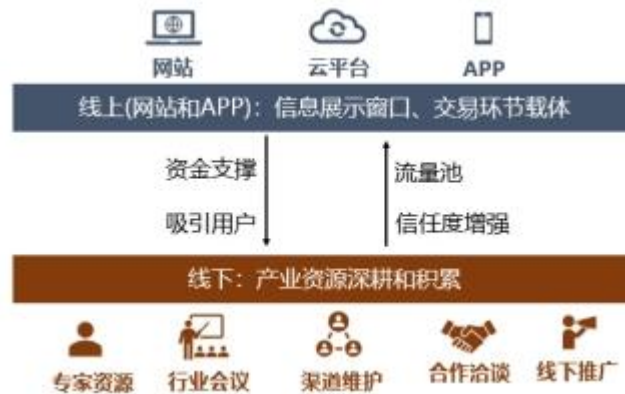 网站 云平台 APP
线上(网站和APP)：信息展示窗口、交易环节载体
资金支撑 流量池
吸引用户 信任度增强
线下：产业资源深耕和积累
专家资源 行业会议 渠道维护 合作洽谈 线下推广